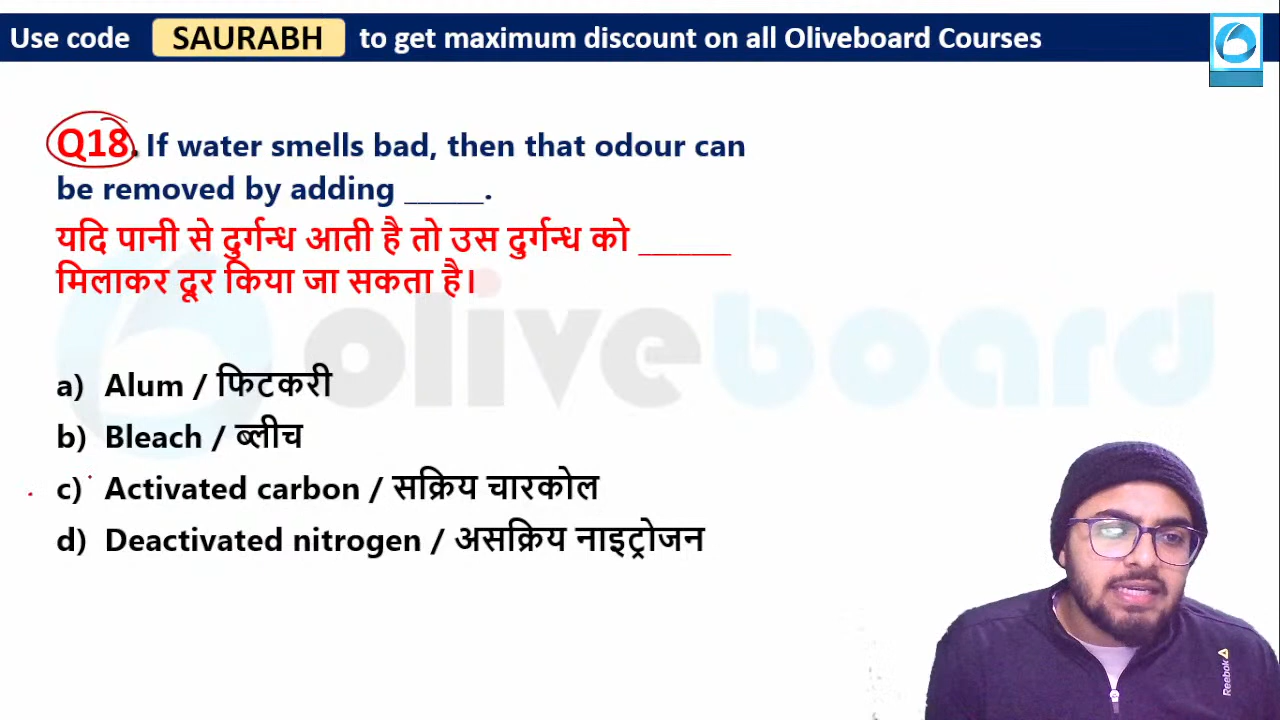 Use code SAURABH to get maximum discount on all Oliveboard Courses
Q18. If water smells bad, then that odour can
be removed by adding ______.
यदि पानी से दुर्गन्ध आती है तो उस दुर्गन्ध को _______
मिलाकर दूर किया जा सकता है।
oliveboard
a) Alum / फिटकरी
b) Bleach / ब्लीच
c) Activated carbon / सक्रिय चारकोल
d) Deactivated nitrogen / असक्रिय नाइट्रोजन
Reebok